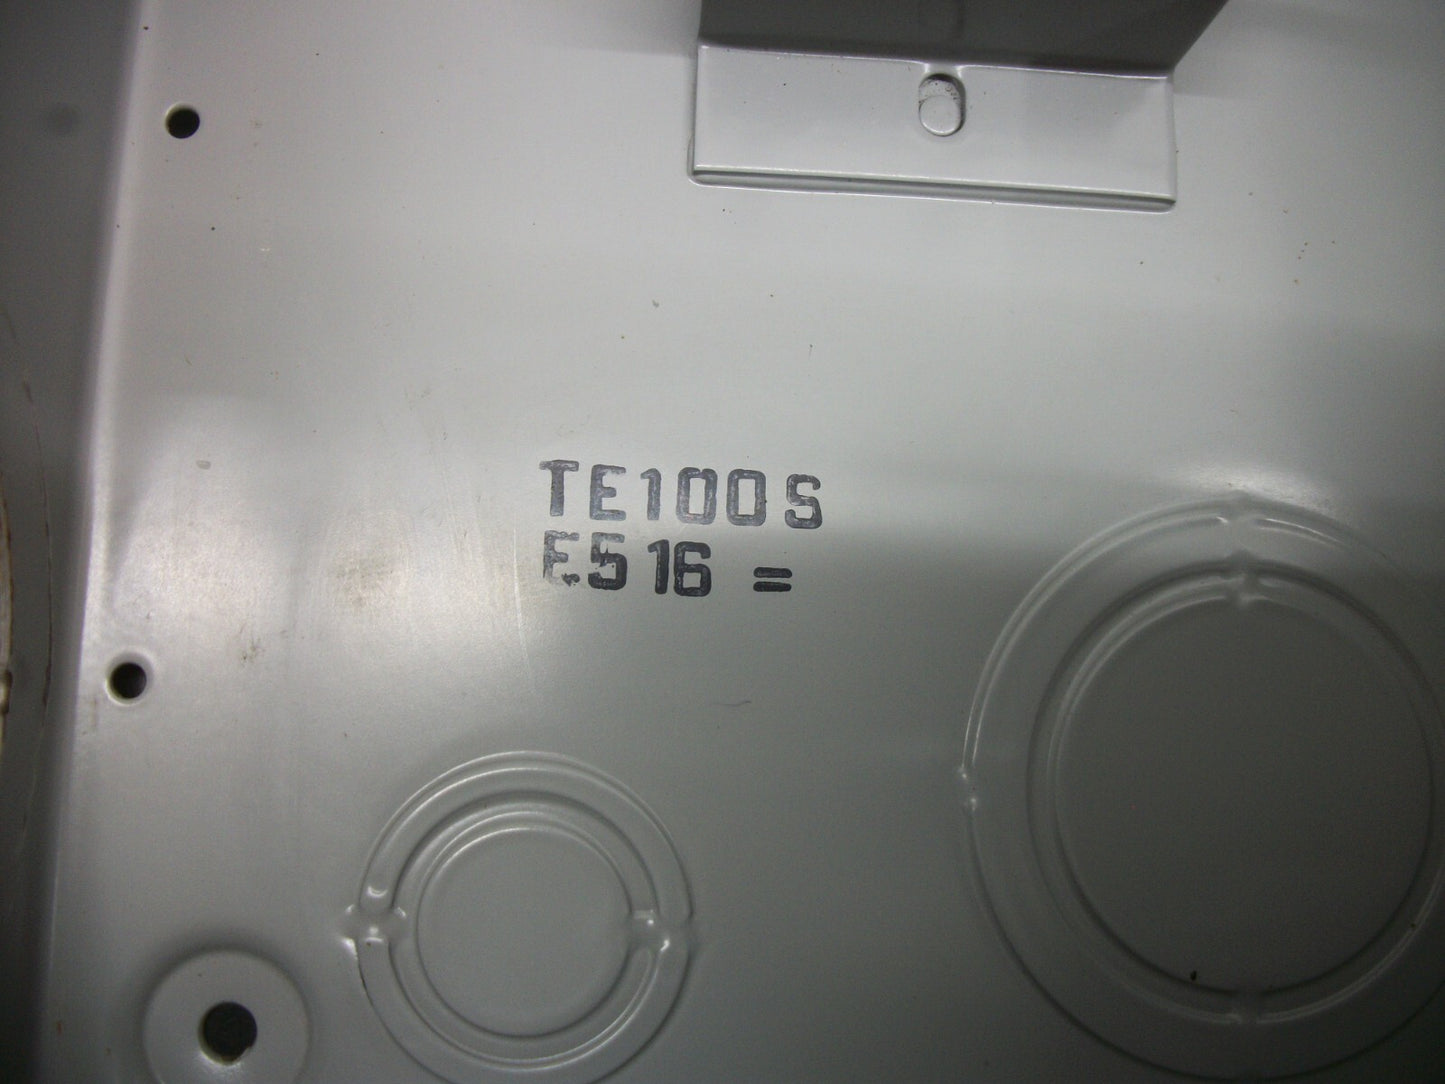 TE100S
E516 =